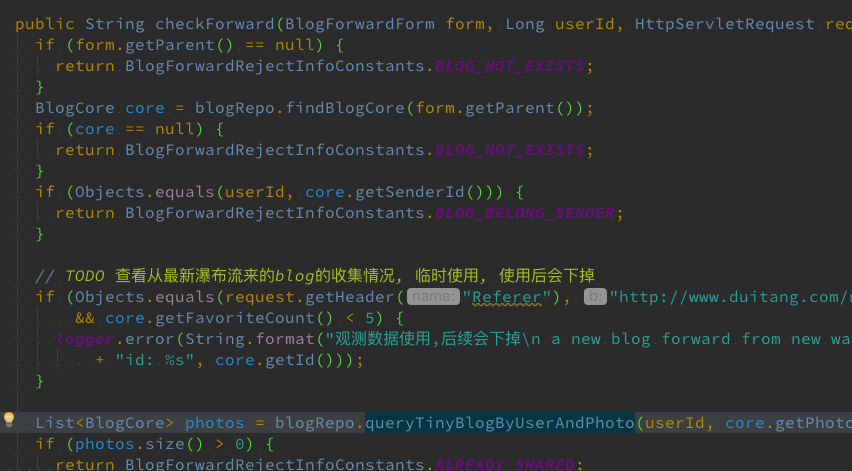 public String checkForward(BlogForwardForm form, Long userId, HttpServletRequest req
if (form.getParent() == null) {
return BlogForwardRejectInfoConstants.BLOG_NOT_EXISTS;
}
BlogCore core = blogRepo.findBlogCore(form.getParent());
if (core == null) {
return BlogForwardRejectInfoConstants.BLOG_NOT_EXISTS;
}
if (Objects.equals(userId, core.getSenderId())) {
return BlogForwardRejectInfoConstants.BLOG_BELONG_SENDER;
}
// TODO 查看从最新瀑布流来的blog的收集情况, 临时使用, 使用后会下掉
if (Objects.equals(request.getHeader( name: "Referer"), b: "http://www.duitang.com/
&& core.getFavoriteCount() < 5) {
logger.error(String.format("观测数据使用,后续会下掉\n a new blog forward from new wa
+ "id: %s", core.getId()));
}
List<BlogCore> photos = blogRepo.queryTinyBlogByUserAndPhoto(userId, core.getPhoto
if (photos.size() > 0) {
return BlogForwardRejectInfoConstants.ALREADY_SHARED;